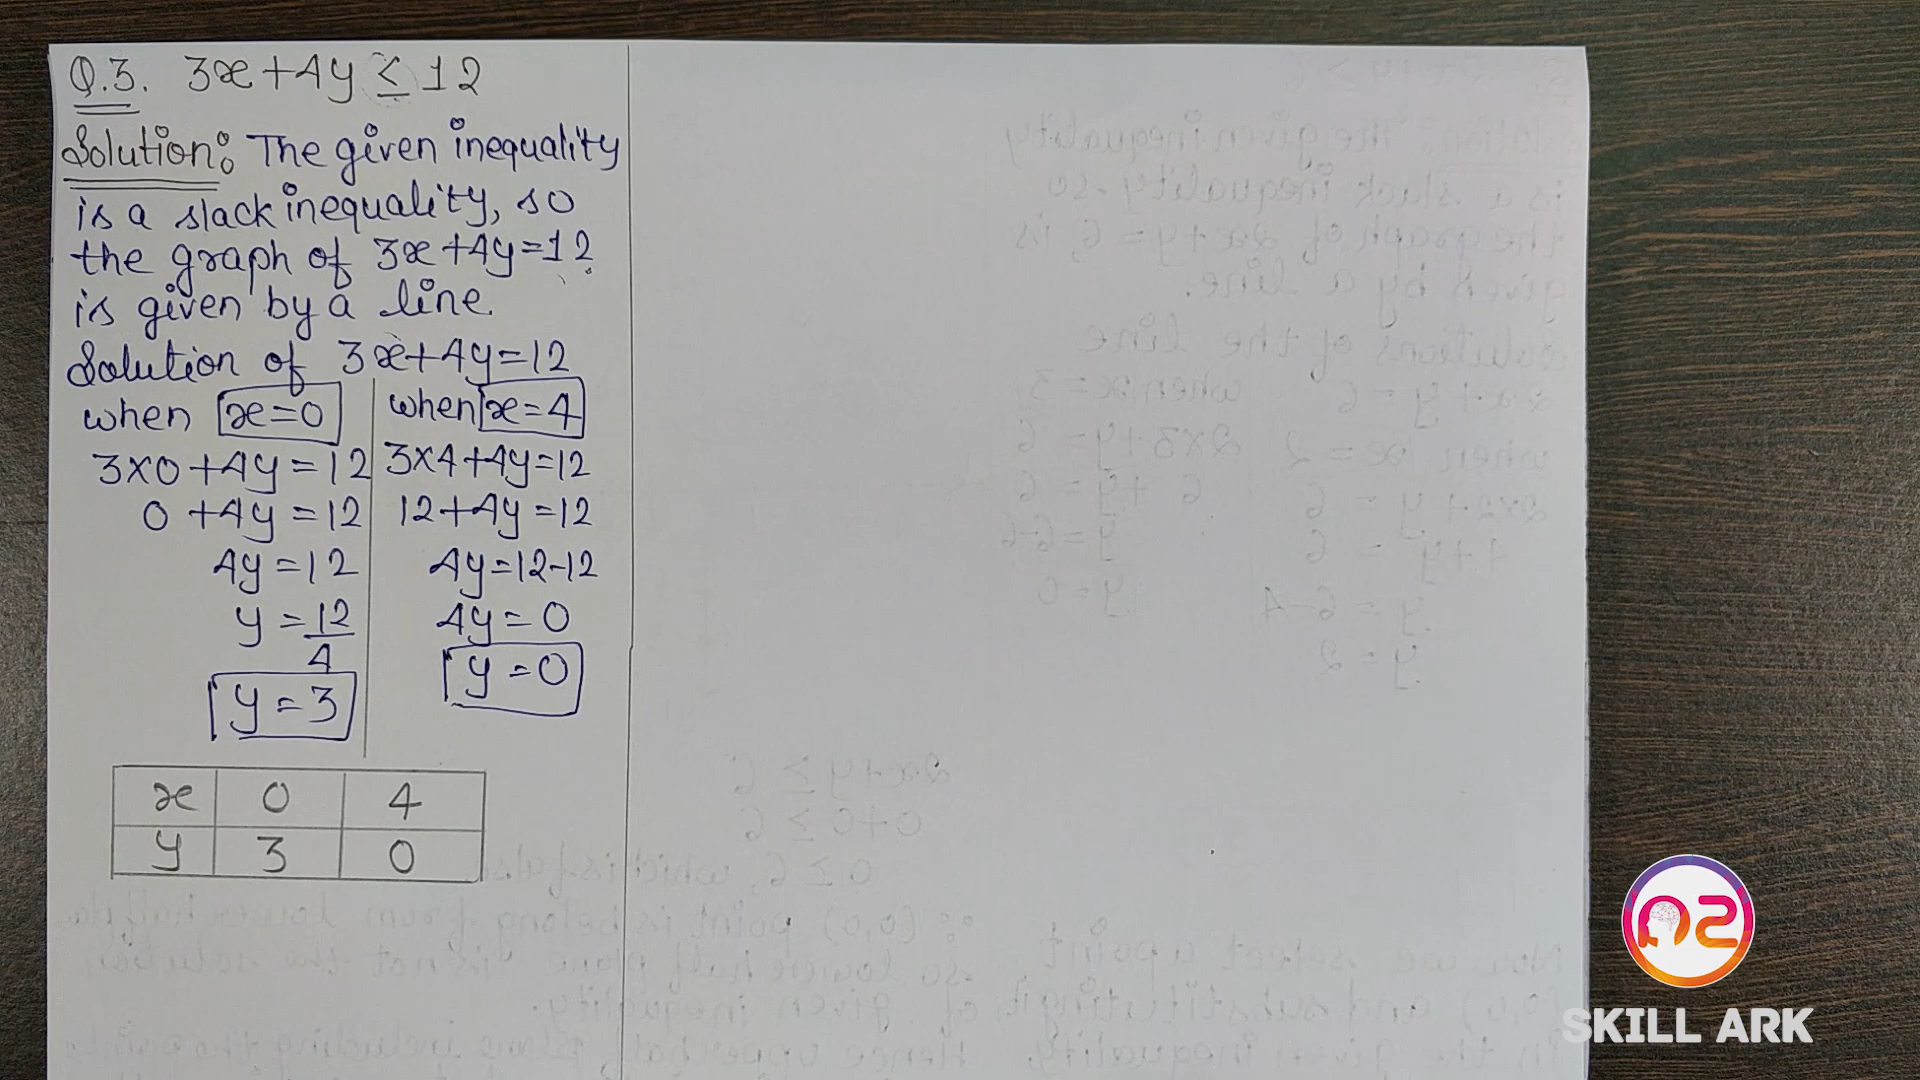 Q.3. 3x+4y≤12
Solution: The given inequality
is a slack inequality, so
the graph of 3x+4y=12
is given by a line.
Solution of 3x+4y=12
when x=0
3×0+4y=12
0+4y=12
4y=12
y=12/4
y=3
when x=4
3×4+4y=12
12+4y=12
4y=12-12
4y=0
y=0
x 0 4
y 3 0
SKILL ARK